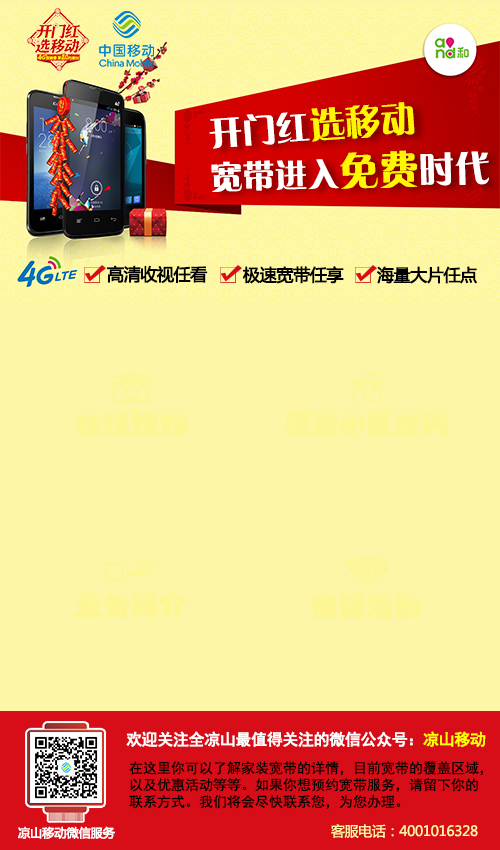 开门红
选移动
中国移动
China Mobile
and和
开门红选移动
宽带进入免费时代
4G LTE
高清收视任看
极速宽带任享
海量大片任点
欢迎关注全凉山最值得关注的微信公众号：凉山移动
在这里你可以了解家装宽带的详情，目前宽带的覆盖区域，
以及优惠活动等等。如果你想预约宽带服务，请留下你的
联系方式。我们将会尽快联系您，为您办理。
凉山移动微信服务
客服电话：4001016328